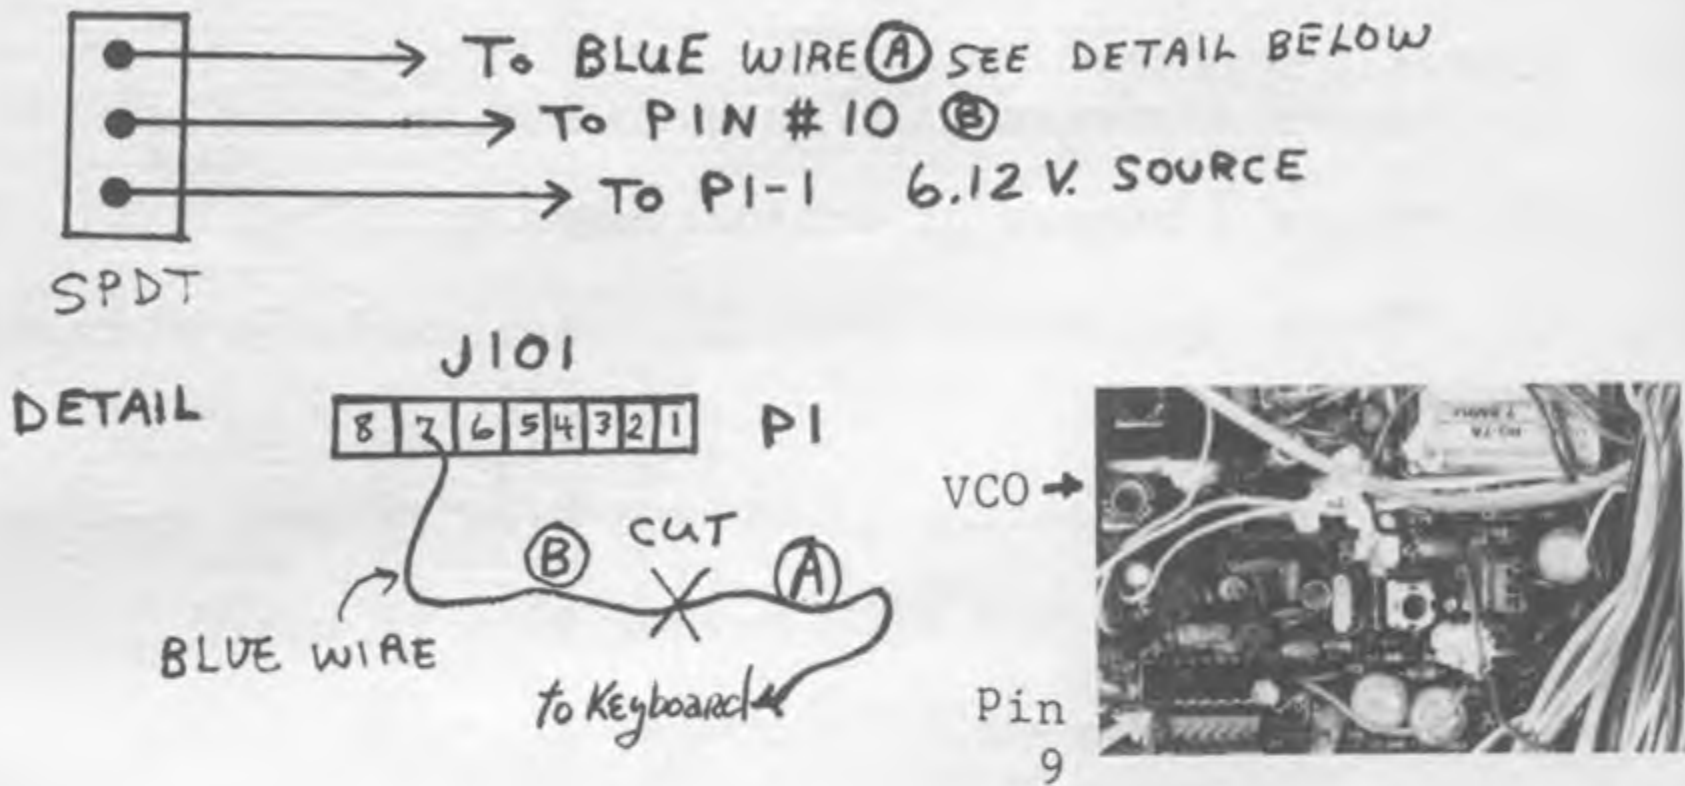 To BLUE WIRE Ⓐ SEE DETAIL BELOW
To PIN #10 Ⓑ
To P1-1 6.12 V. SOURCE
SPDT
DETAIL
J101
8 7 6 5 4 3 2 1 P1
VCO
B CUT A
BLUE WIRE
to Keyboard
Pin
9